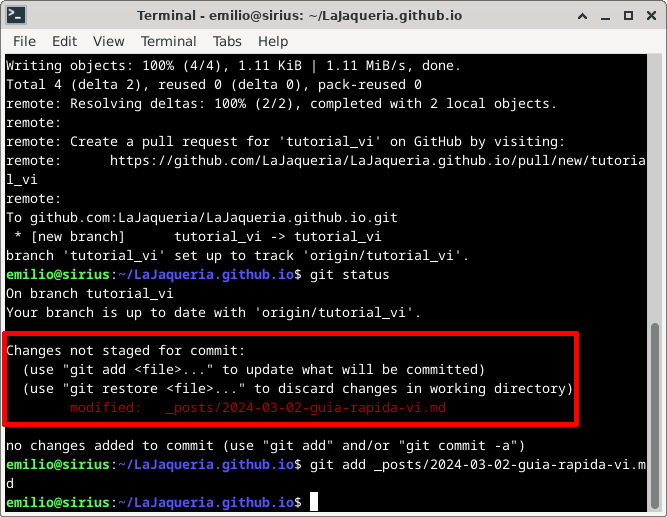 Terminal - emilio@sirius: ~/LaJaqueria.github.io
File Edit View Terminal Tabs Help
Writing objects: 100% (4/4), 1.11 KiB | 1.11 MiB/s, done.
Total 4 (delta 2), reused 0 (delta 0), pack-reused 0
remote: Resolving deltas: 100% (2/2), completed with 2 local objects.
remote:
remote: Create a pull request for 'tutorial_vi' on GitHub by visiting:
remote:      https://github.com/LaJaqueria/LaJaqueria.github.io/pull/new/tutoria
l_vi
remote:
To github.com:LaJaqueria/LaJaqueria.github.io.git
 * [new branch]      tutorial_vi -> tutorial_vi
branch 'tutorial_vi' set up to track 'origin/tutorial_vi'.
emilio@sirius:~/LaJaqueria.github.io$ git status
On branch tutorial_vi
Your branch is up to date with 'origin/tutorial_vi'.
Changes not staged for commit:
  (use "git add <file>..." to update what will be committed)
  (use "git restore <file>..." to discard changes in working directory)
        modified:   _posts/2024-03-02-guia-rapida-vi.md
no changes added to commit (use "git add" and/or "git commit -a")
emilio@sirius:~/LaJaqueria.github.io$ git add _posts/2024-03-02-guia-rapida-vi.m
d
emilio@sirius:~/LaJaqueria.github.io$